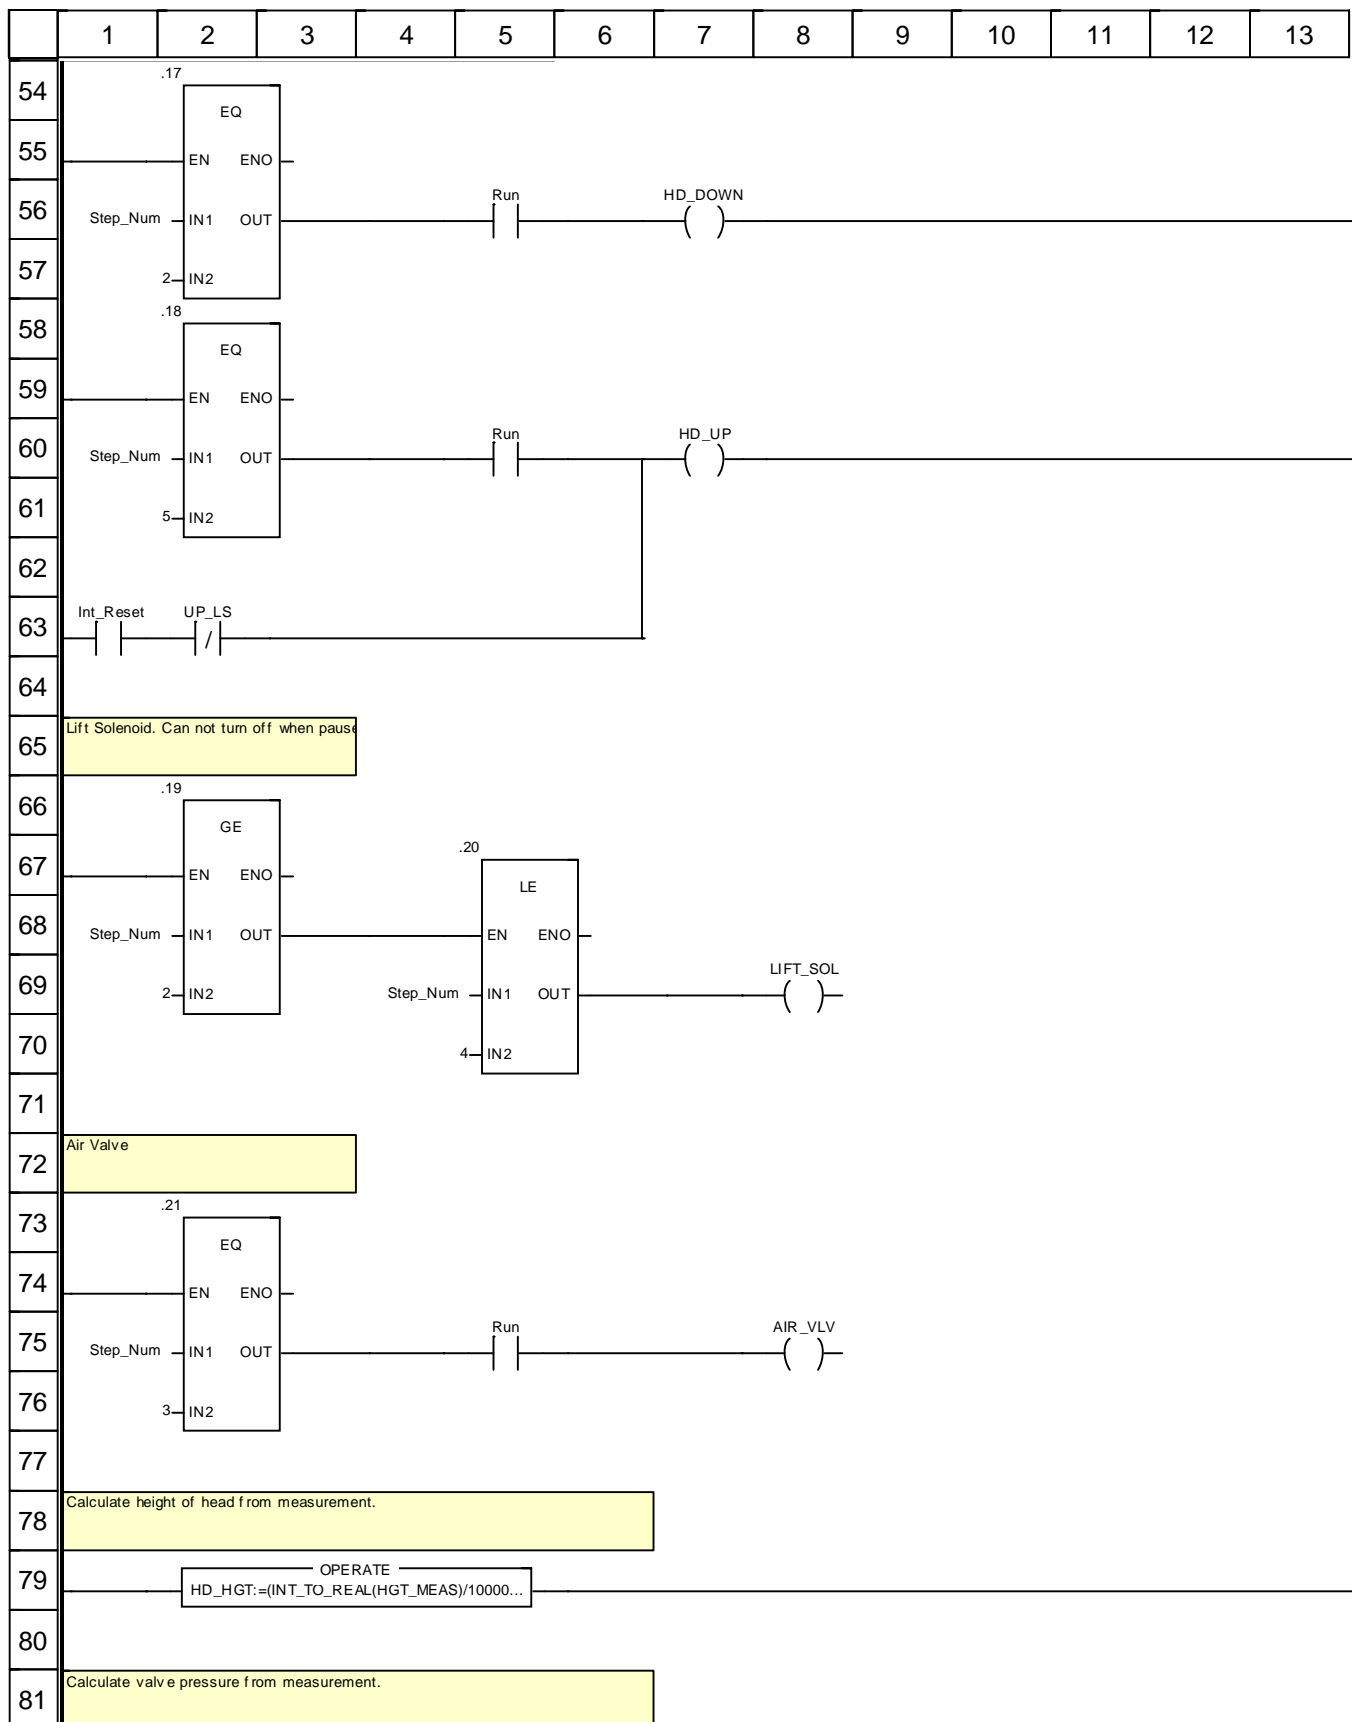 1 2 3 4 5 6 7 8 9 10 11 12 13
54 .17
EQ
55 EN ENO
Run HD_DOWN
56 Step_Num IN1 OUT
57 2 IN2
58 .18
EQ
59 EN ENO
Run HD_UP
60 Step_Num IN1 OUT
61 5 IN2
62
Int_Reset UP_LS
63 /
64
65 Lift Solenoid. Can not turn off when pause
66 .19
GE
67 EN ENO .20
LE
68 Step_Num IN1 OUT EN ENO
LIFT_SOL
69 2 IN2 Step_Num IN1 OUT
70 4 IN2
71
72 Air Valve
73 .21
EQ
74 EN ENO
Run AIR_VLV
75 Step_Num IN1 OUT
76 3 IN2
77
78 Calculate height of head from measurement.
OPERATE
79 HD_HGT:=(INT_TO_REAL(HGT_MEAS)/10000...
80
81 Calculate valve pressure from measurement.